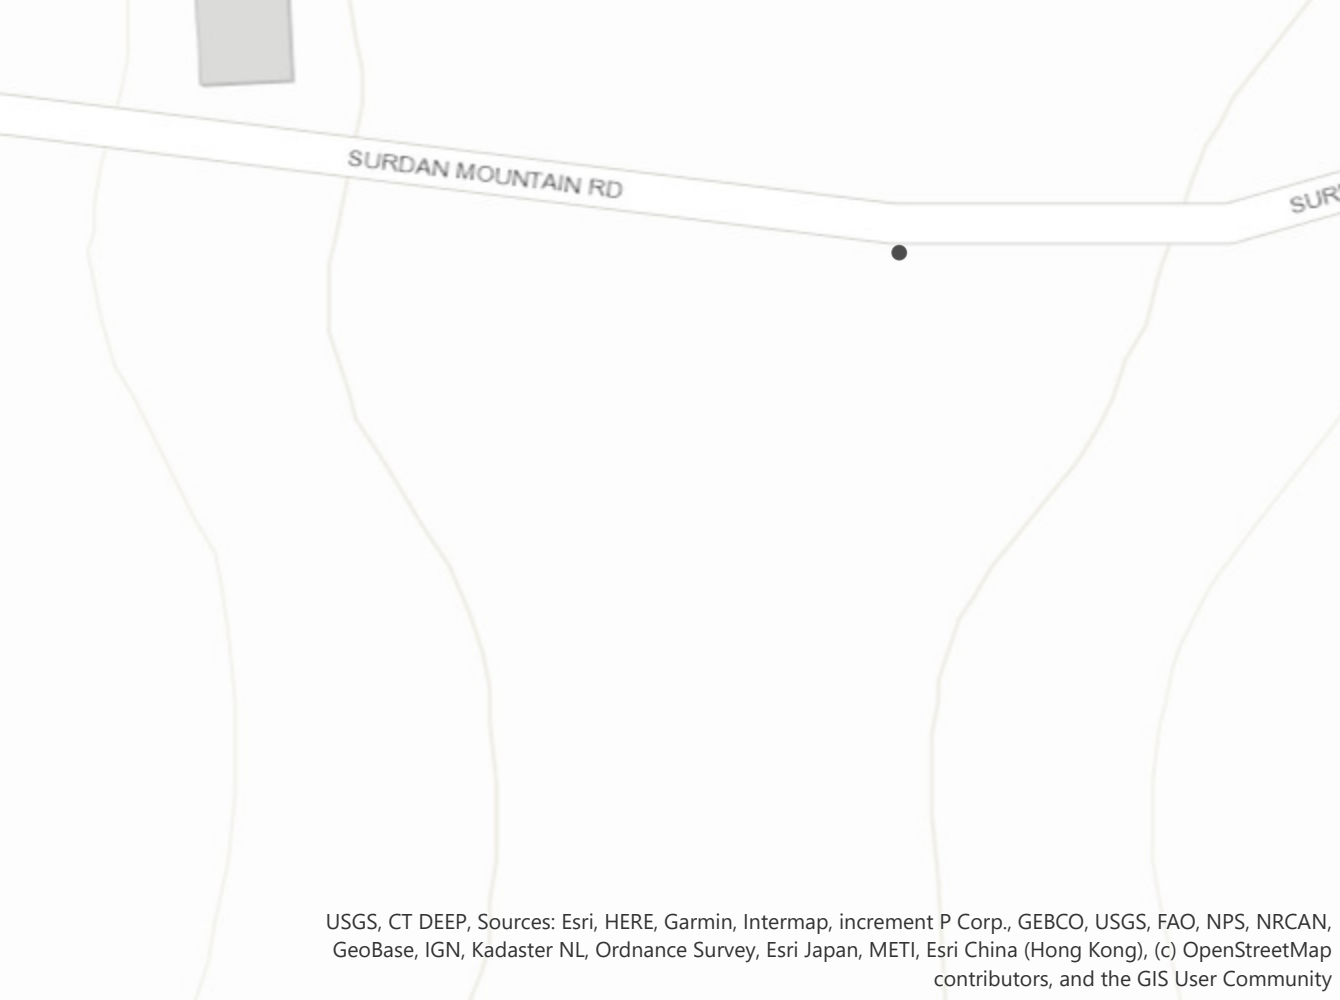 SURDAN MOUNTAIN RD
USGS, CT DEEP, Sources: Esri, HERE, Garmin, Intermap, increment P Corp., GEBCO, USGS, FAO, NPS, NRCAN,
GeoBase, IGN, Kadaster NL, Ordnance Survey, Esri Japan, METI, Esri China (Hong Kong), (c) OpenStreetMap
contributors, and the GIS User Community